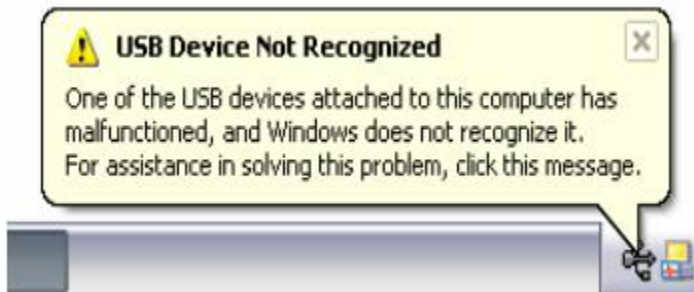 USB Device Not Recognized
One of the USB devices attached to this computer has
malfunctioned, and Windows does not recognize it.
For assistance in solving this problem, click this message.